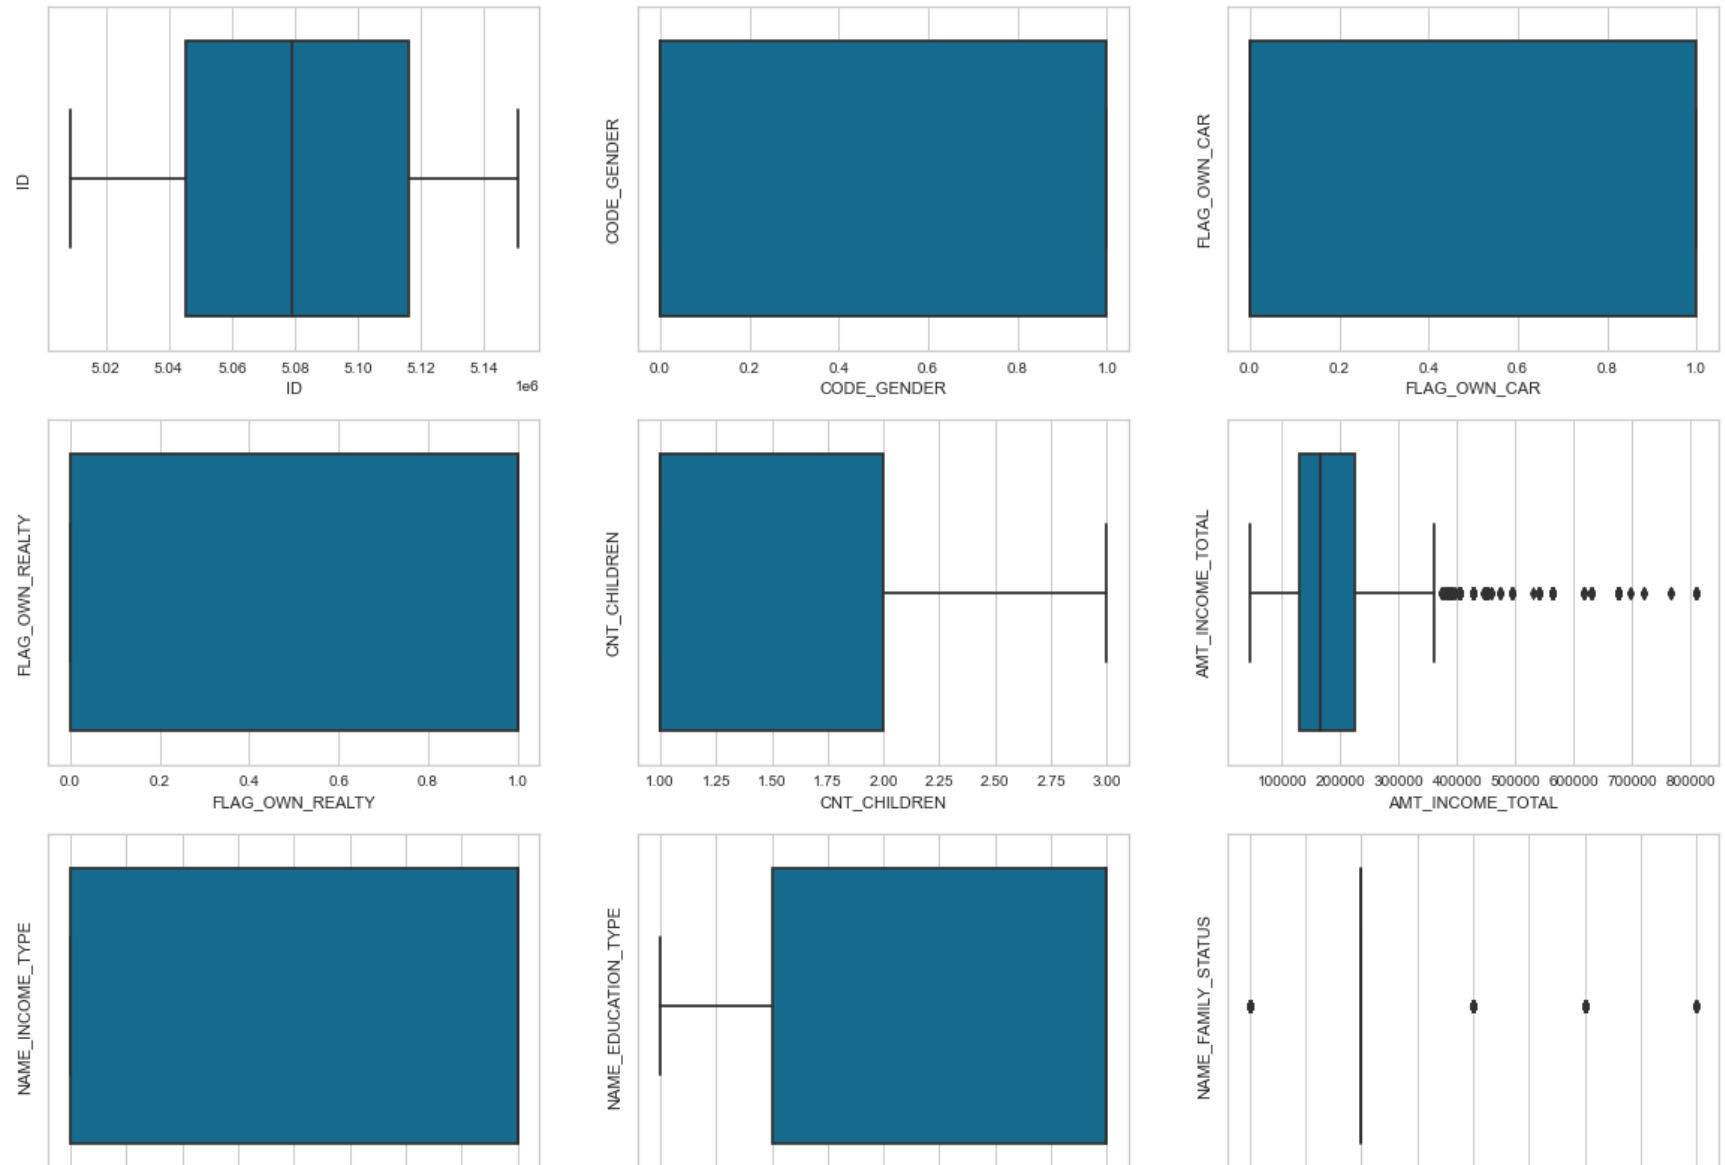 ID
5.02 5.04 5.06 5.08 5.10 5.12 5.14
1e6
ID
CODE_GENDER
0.0 0.2 0.4 0.6 0.8 1.0
CODE_GENDER
FLAG_OWN_CAR
0.0 0.2 0.4 0.6 0.8 1.0
FLAG_OWN_CAR
FLAG_OWN_REALTY
0.0 0.2 0.4 0.6 0.8 1.0
FLAG_OWN_REALTY
CNT_CHILDREN
1.00 1.25 1.50 1.75 2.00 2.25 2.50 2.75 3.00
CNT_CHILDREN
AMT_INCOME_TOTAL
100000 200000 300000 400000 500000 600000 700000 800000
AMT_INCOME_TOTAL
NAME_INCOME_TYPE
NAME_EDUCATION_TYPE
NAME_FAMILY_STATUS